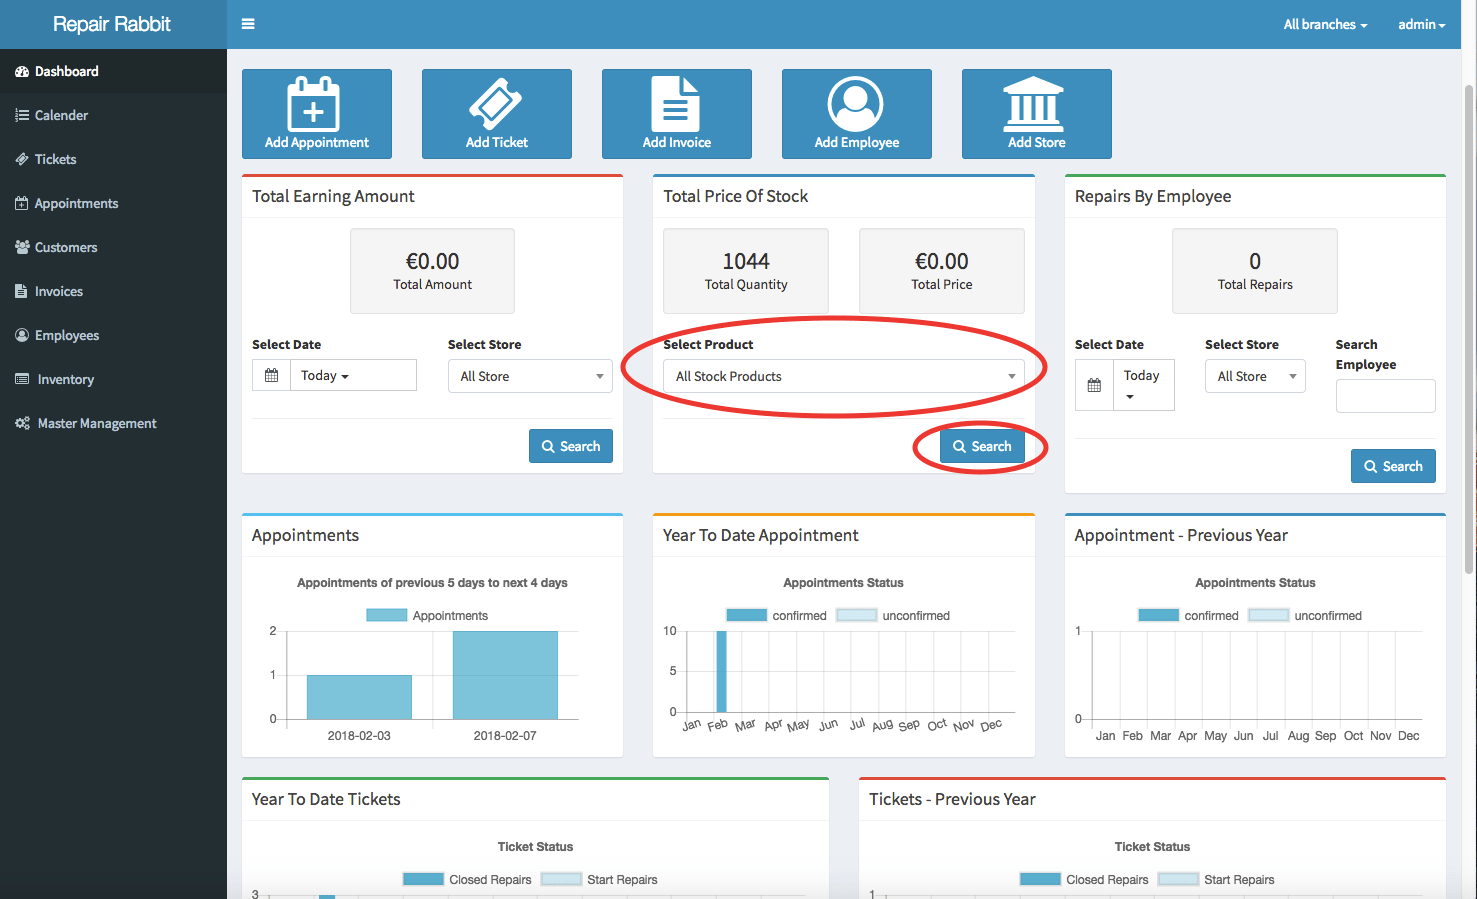 Repair Rabbit
All branches
admin
Dashboard
Calender
Tickets
Appointments
Customers
Invoices
Employees
Inventory
Master Management
Add Appointment
Add Ticket
Add Invoice
Add Employee
Add Store
Total Earning Amount
€0.00
Total Amount
Select Date
Select Store
Today
All Store
Search
Total Price Of Stock
1044
Total Quantity
€0.00
Total Price
Select Product
All Stock Products
Search
Repairs By Employee
0
Total Repairs
Select Date
Select Store
Search
Employee
Today
All Store
Search
Appointments
Appointments of previous 5 days to next 4 days
Appointments
2
1
0
2018-02-03 2018-02-07
Year To Date Appointment
Appointments Status
confirmed unconfirmed
10
5
0
Jan Feb Mar Apr May Jun Jul Aug Sep Oct Nov Dec
Appointment - Previous Year
Appointments Status
confirmed unconfirmed
1
0
Jan Feb Mar Apr May Jun Jul Aug Sep Oct Nov Dec
Year To Date Tickets
Ticket Status
Closed Repairs Start Repairs
3
Tickets - Previous Year
Ticket Status
Closed Repairs Start Repairs
1